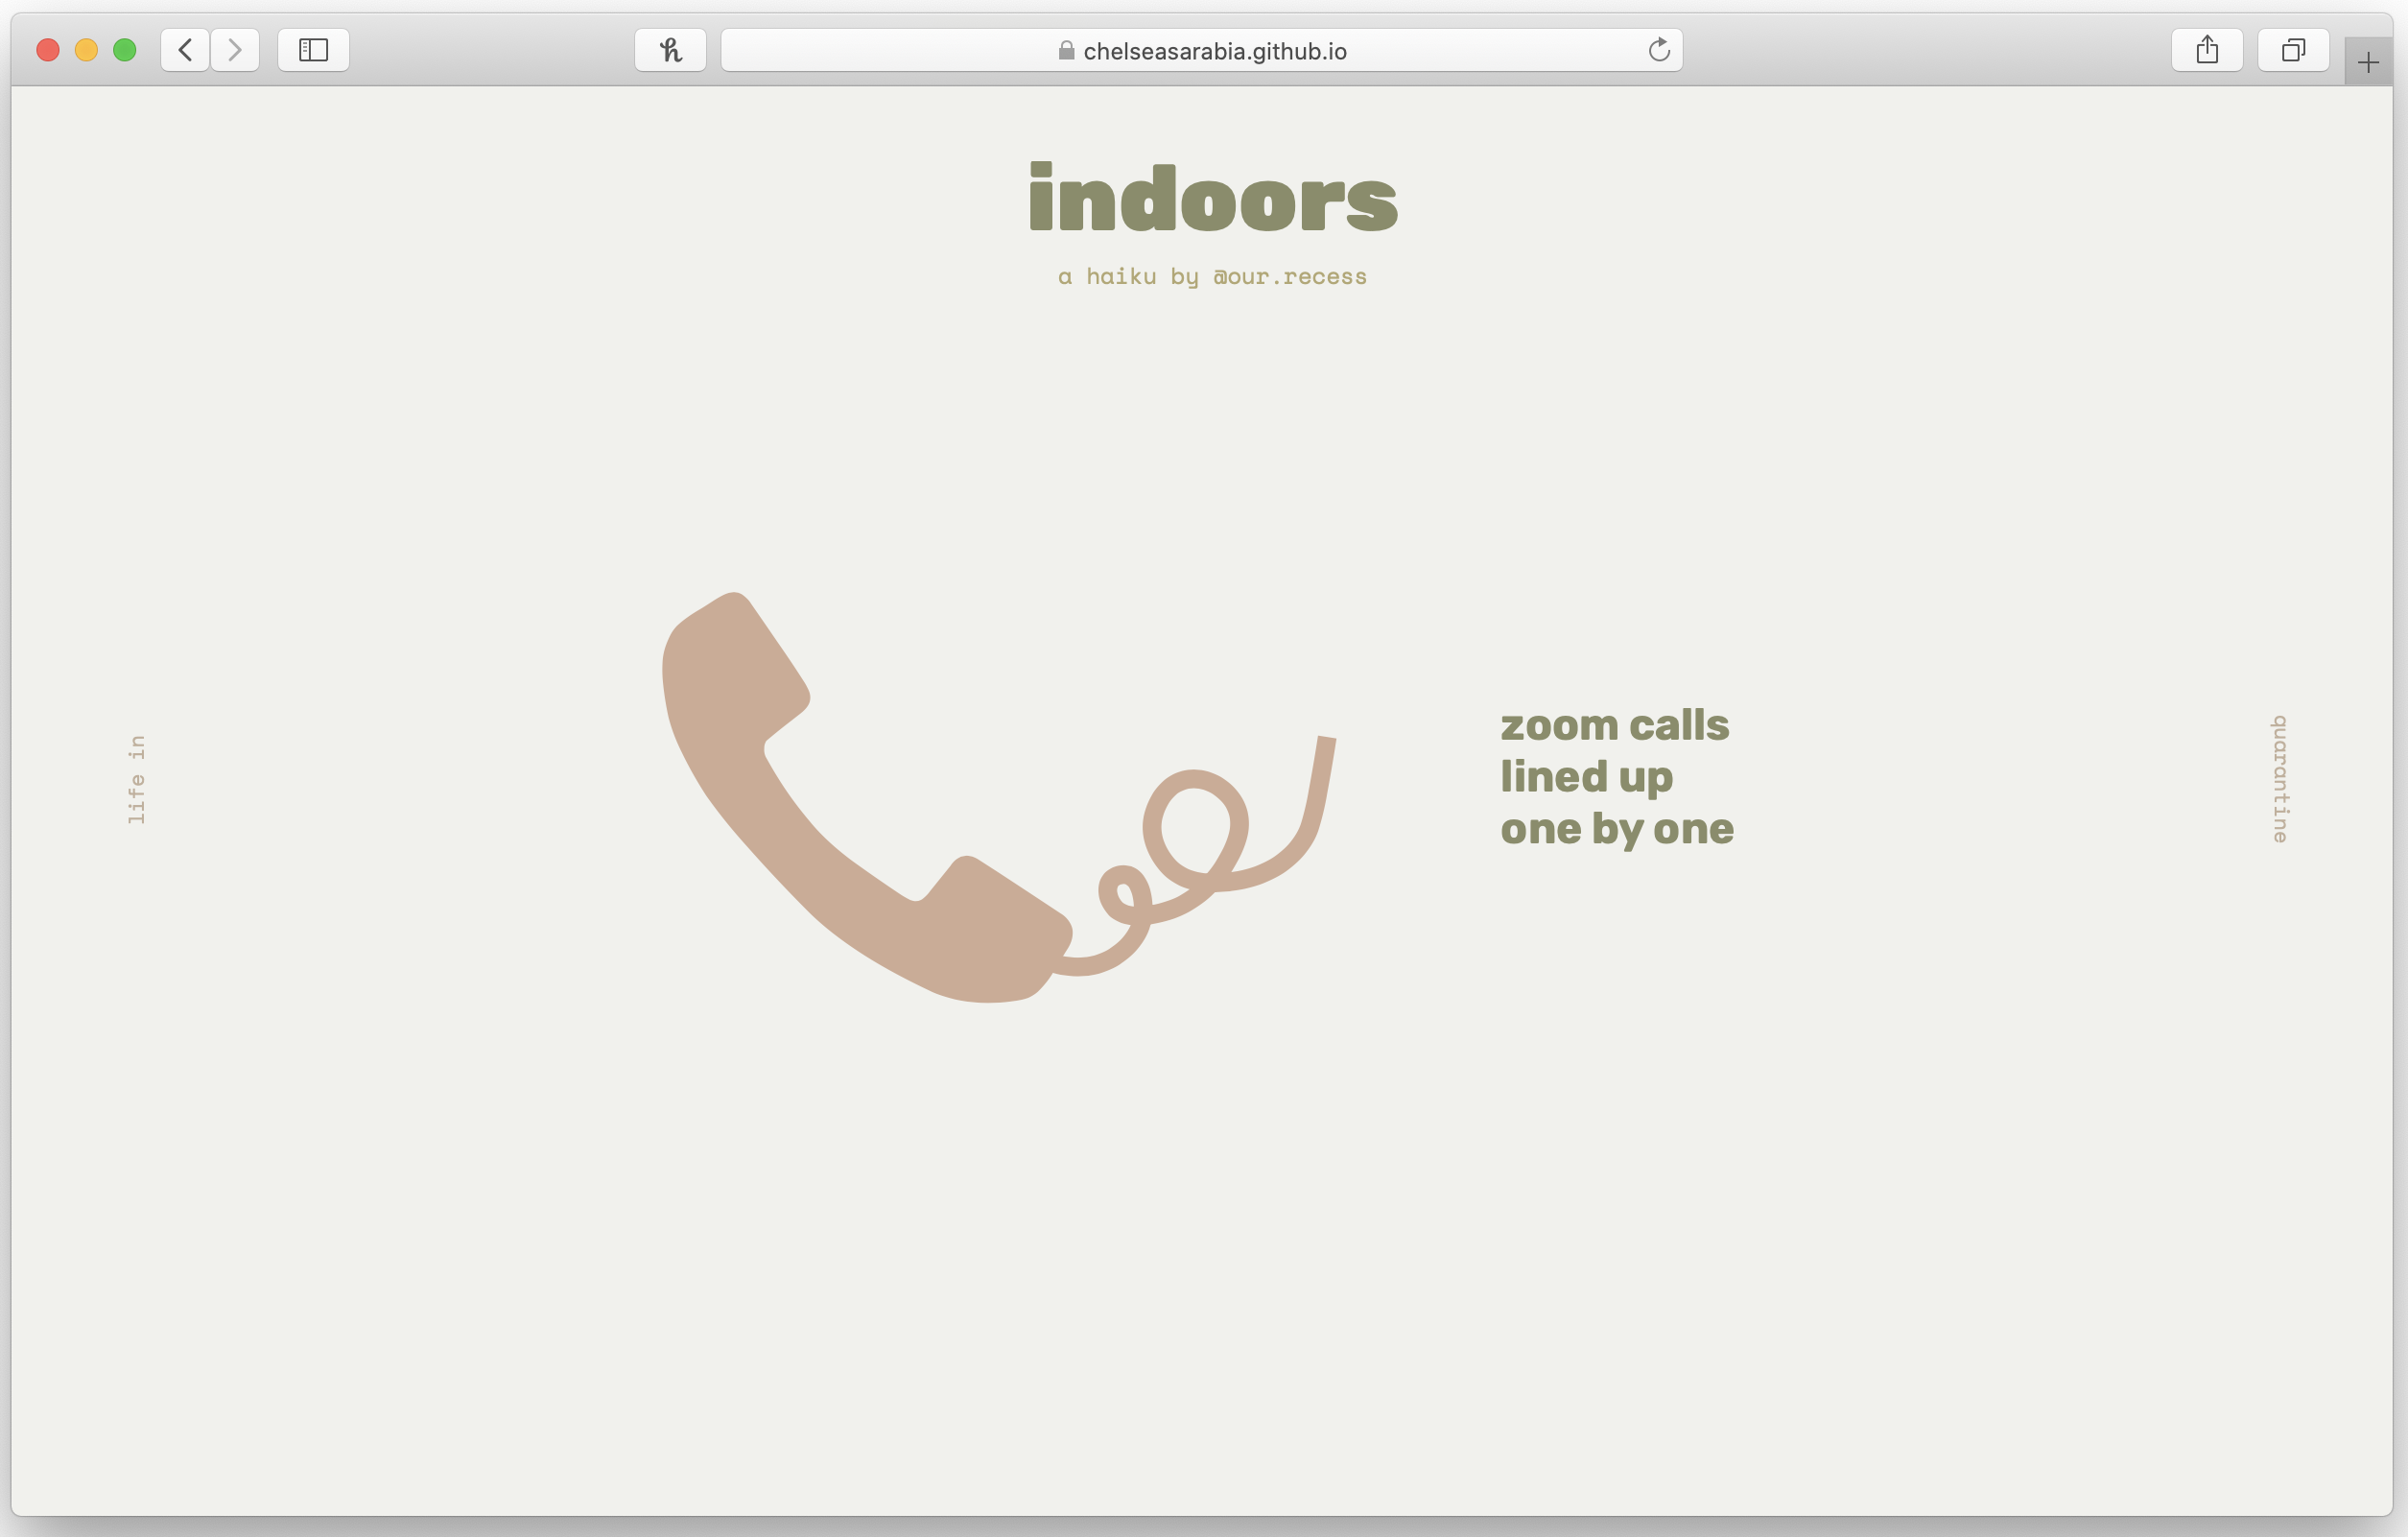 chelseasarabia.github.io
indoors
a haiku by @our.recess
life in
zoom calls
lined up
one by one
quarantine